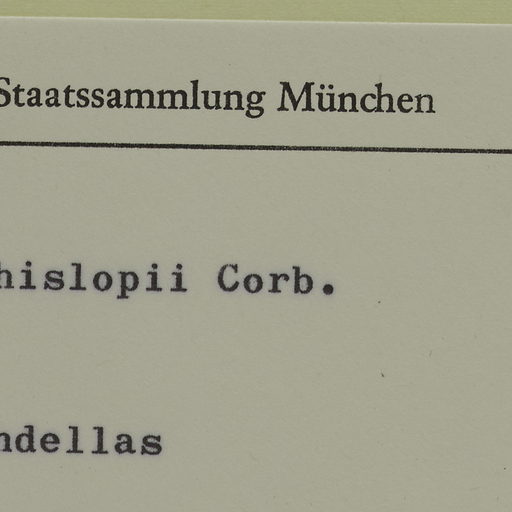 Staatssammlung München
hislopii Corb.
ndellas